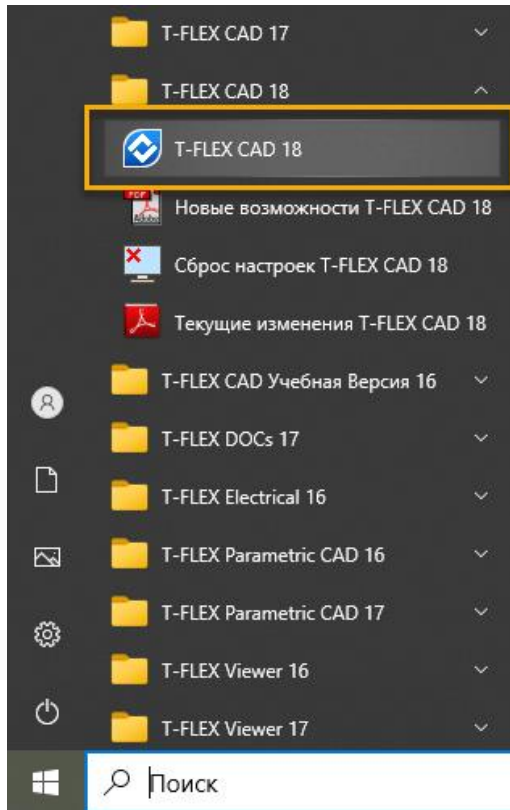 T-FLEX CAD 17
T-FLEX CAD 18
T-FLEX CAD 18
PDF
Adobe
Новые возможности T-FLEX CAD 18
Сброс настроек T-FLEX CAD 18
Текущие изменения T-FLEX CAD 18
T-FLEX CAD Учебная Версия 16
T-FLEX DOCs 17
T-FLEX Electrical 16
T-FLEX Parametric CAD 16
T-FLEX Parametric CAD 17
T-FLEX Viewer 16
T-FLEX Viewer 17
Поиск